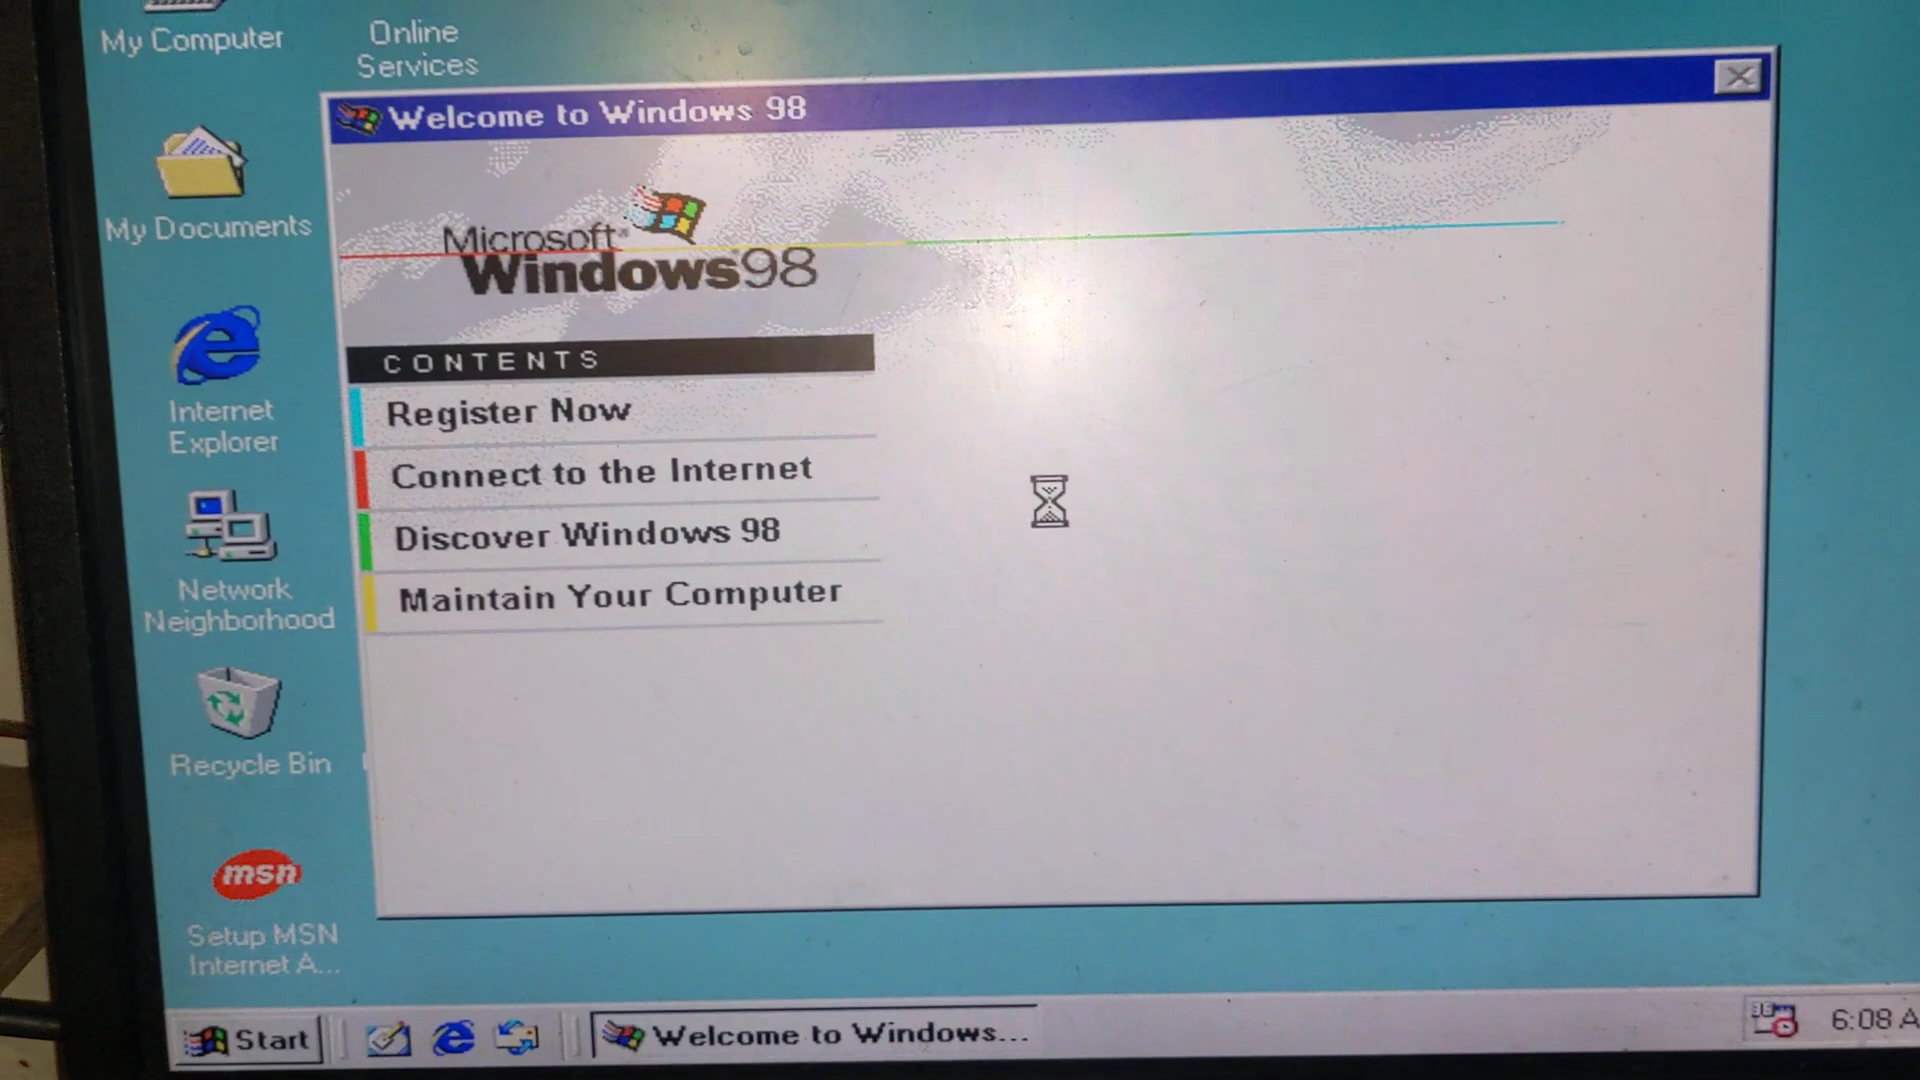 My Computer
Online
Services
My Documents
Internet
Explorer
Network
Neighborhood
Recycle Bin
msn
Setup MSN
Internet A...
Welcome to Windows 98
Microsoft
Windows98
CONTENTS
Register Now
Connect to the Internet
Discover Windows 98
Maintain Your Computer
Start
Welcome to Windows...
6:08 A